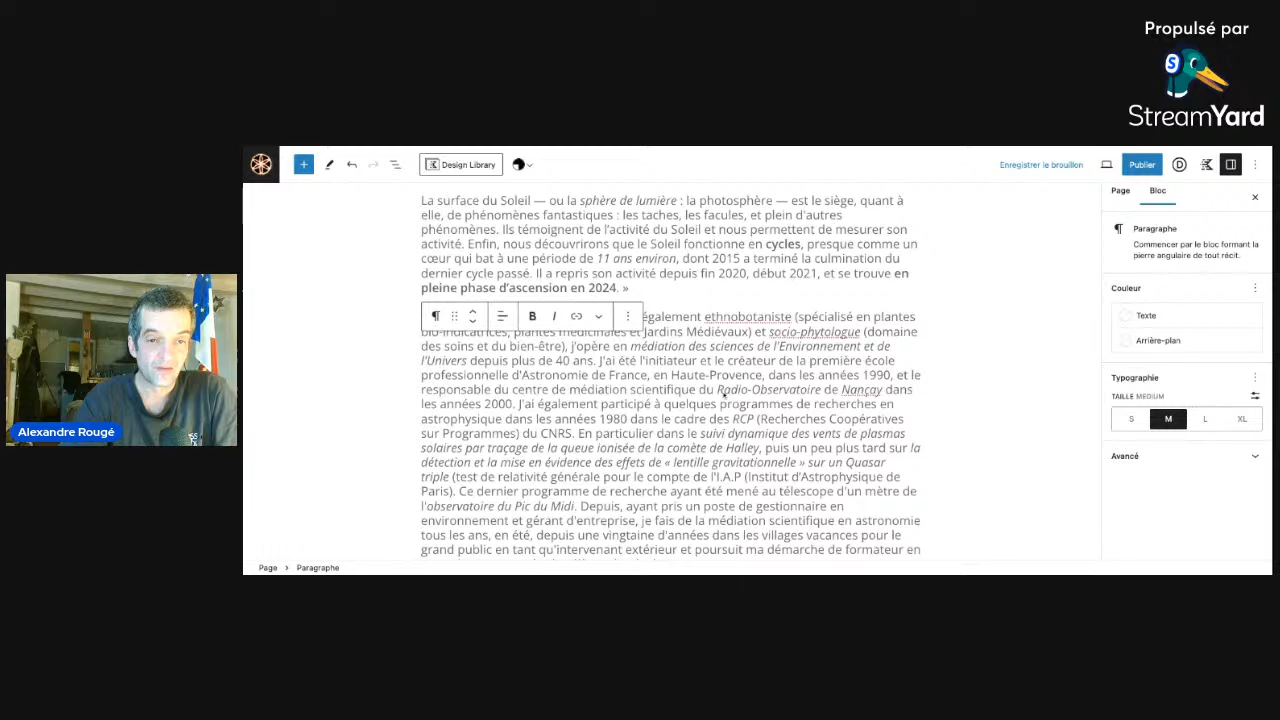 Propulsé par
StreamYard
Design Library
Enregistrer le brouillon
Publier
La surface du Soleil — ou la sphère de lumière : la photosphère — est le siège, quant à
elle, de phénomènes fantastiques : les taches, les facules, et plein d'autres
phénomènes. Ils témoignent de l'activité du Soleil et nous permettent de mesurer son
activité. Enfin, nous découvrirons que le Soleil fonctionne en cycles, presque comme un
cœur qui bat à une période de 11 ans environ, dont 2015 a terminé la culmination du
dernier cycle passé. Il a repris son activité depuis fin 2020, début 2021, et se trouve en
pleine phase d'ascension en 2024. »
B I
également ethnobotaniste (spécialisé en plantes
bio-indicatrices, plantes médicinales et Jardins Médiévaux) et socio-phytologue (domaine
des soins et du bien-être), j'opère en médiation des sciences de l'Environnement et de
l'Univers depuis plus de 40 ans. J'ai été l'initiateur et le créateur de la première école
professionnelle d'Astronomie de France, en Haute-Provence, dans les années 1990, et le
responsable du centre de médiation scientifique du Radio-Observatoire de Nançay dans
les années 2000. J'ai également participé à quelques programmes de recherches en
astrophysique dans les années 1980 dans le cadre des RCP (Recherches Coopératives
sur Programmes) du CNRS. En particulier dans le suivi dynamique des vents de plasmas
solaires par traçage de la queue ionisée de la comète de Halley, puis un peu plus tard sur la
détection et la mise en évidence des effets de « lentille gravitationnelle » sur un Quasar
triple (test de relativité générale pour le compte de l'I.A.P (Institut d'Astrophysique de
Paris). Ce dernier programme de recherche ayant été mené au télescope d'un mètre de
l'observatoire du Pic du Midi. Depuis, ayant pris un poste de gestionnaire en
environnement et gérant d'entreprise, je fais de la médiation scientifique en astronomie
tous les ans, en été, depuis une vingtaine d'années dans les villages vacances pour le
grand public en tant qu'intervenant extérieur et poursuit ma démarche de formateur en
Page > Paragraphe
Page Bloc
Paragraphe
Commencer par le bloc formant la
pierre angulaire de tout récit.
Couleur
Texte
Arrière-plan
Typographie
TAILLE MEDIUM
S M L XL
Avancé
Alexandre Rougé